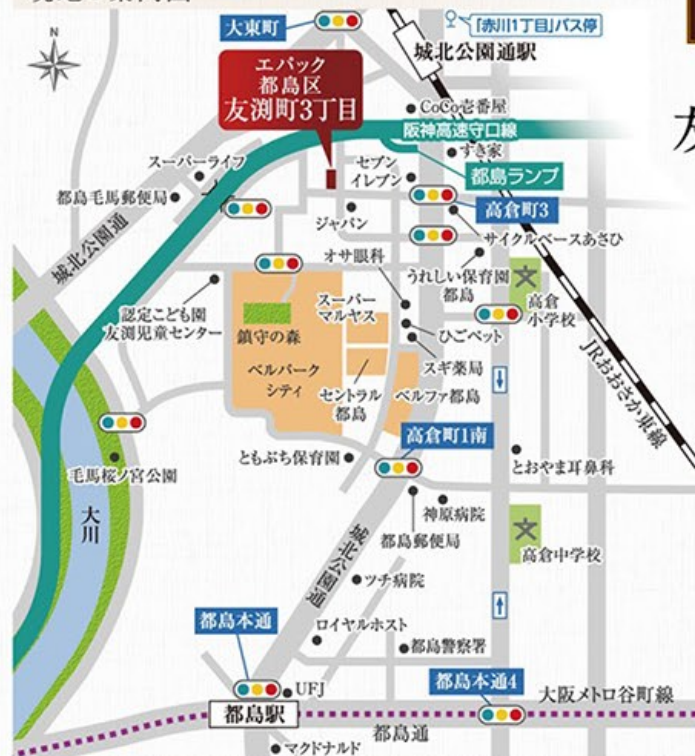 大東町
「赤川1丁目」バス停
N
城北公園通駅
エバック
都島区
友渕町3丁目
CoCo壱番屋
阪神高速守口線
友
すき家
スーパーライフ
セブン
イレブン
都島ランプ
都島毛馬郵便局
高倉町3
ジャパン
サイクルベースあさひ
城北公園通
オサ眼科
うれしい保育園
都島
認定こども園
友渕児童センター
スーパー
マルヤス
高倉
小学校
鎮守の森
ひごペット
スギ薬局
JRおおさか東線
ベルパーク
シティ
セントラル
都島
ベルファ都島
高倉町1南
ともぶち保育園
とおやま耳鼻科
毛馬桜ノ宮公園
神原病院
大川
都島郵便局
高倉中学校
城北公園通
ツチ病院
ロイヤルホスト
都島本通
都島警察署
都島本通4
UFJ
大阪メトロ谷町線
都島駅
都島通
マクドナルド